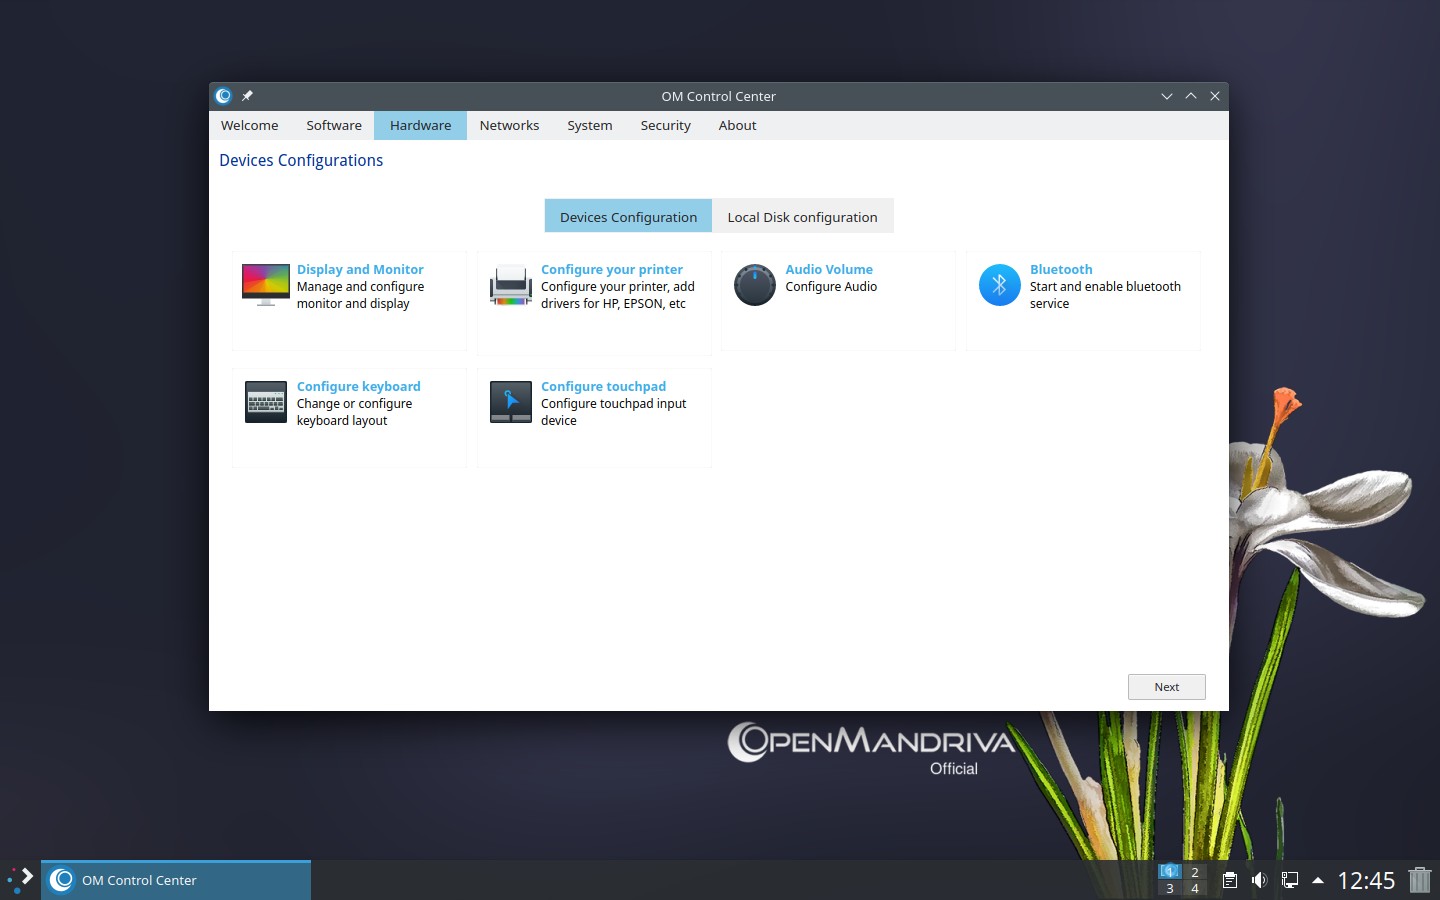 OM Control Center
Welcome Software Hardware Networks System Security About
Devices Configurations
Devices Configuration Local Disk configuration
Display and Monitor
Manage and configure
monitor and display
Configure your printer
Configure your printer, add
drivers for HP, EPSON, etc
Audio Volume
Configure Audio
Bluetooth
Start and enable bluetooth
service
Configure keyboard
Change or configure
keyboard layout
Configure touchpad
Configure touchpad input
device
Next
OPENMANDRIVA
Official
OM Control Center
1 2
3 4
12:45